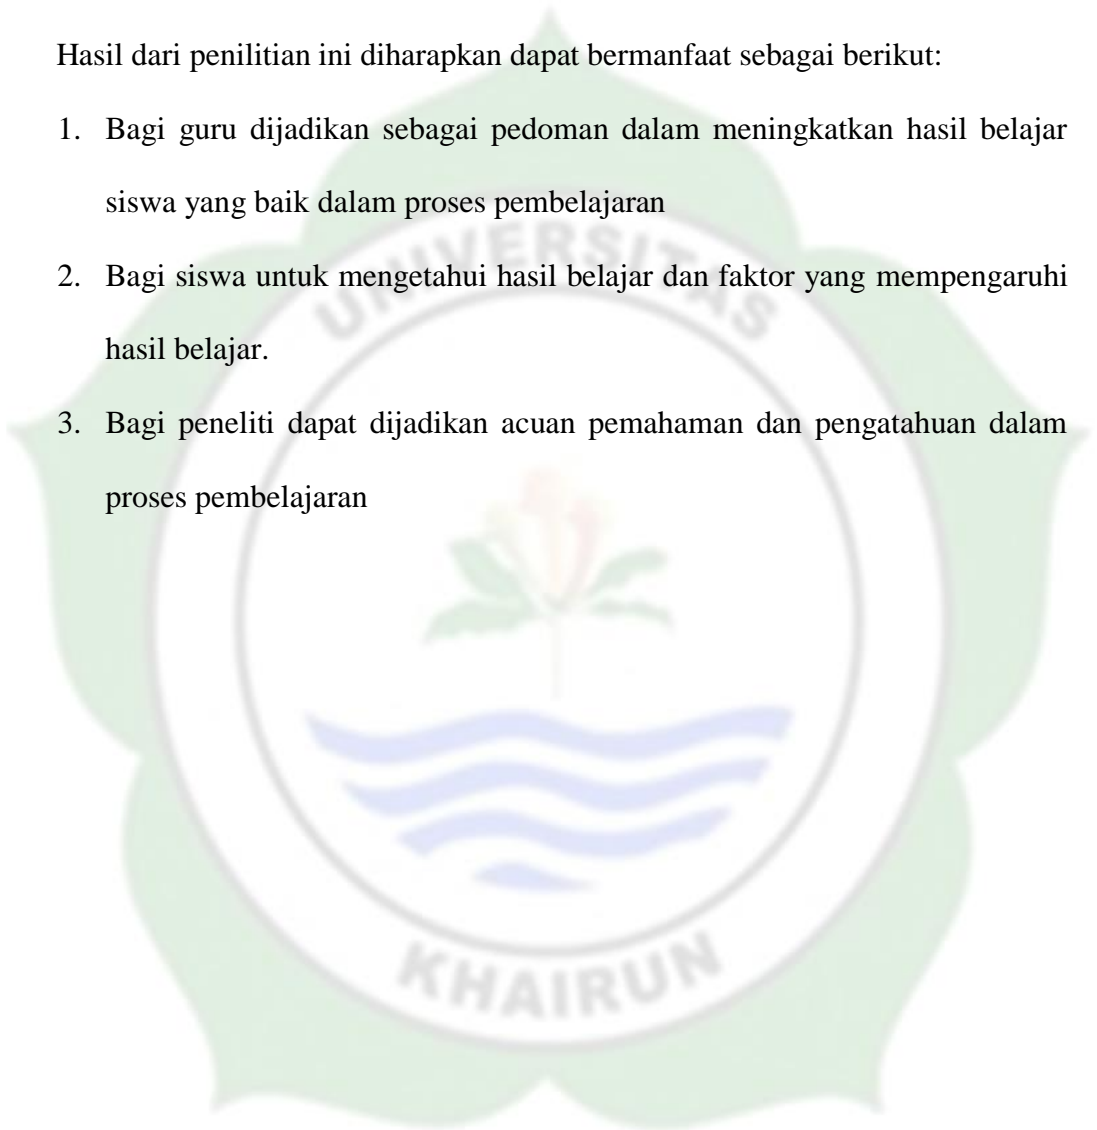 Hasil dari penilitian ini diharapkan dapat bermanfaat sebagai berikut:
1. Bagi guru dijadikan sebagai pedoman dalam meningkatkan hasil belajar
siswa yang baik dalam proses pembelajaran
UNIVERSITAS
2. Bagi siswa untuk mengetahui hasil belajar dan faktor yang mempengaruhi
hasil belajar.
3. Bagi peneliti dapat dijadikan acuan pemahaman dan pengatahuan dalam
proses pembelajaran
KHAIRUN